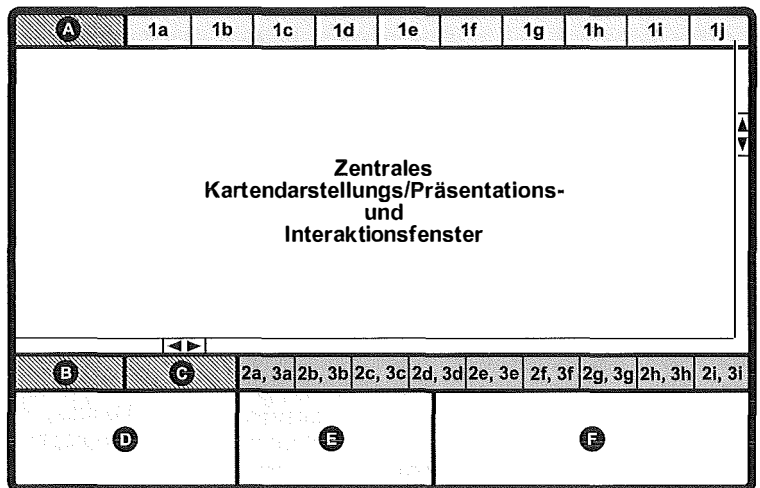 A 1a 1b 1c 1d 1e 1f 1g 1h 1i 1j
Zentrales
Kartendarstellungs/Präsentations-
und
Interaktionsfenster
B C 2a, 3a 2b, 3b 2c, 3c 2d, 3d 2e, 3e 2f, 3f 2g, 3g 2h, 3h 2i, 3i
D E F